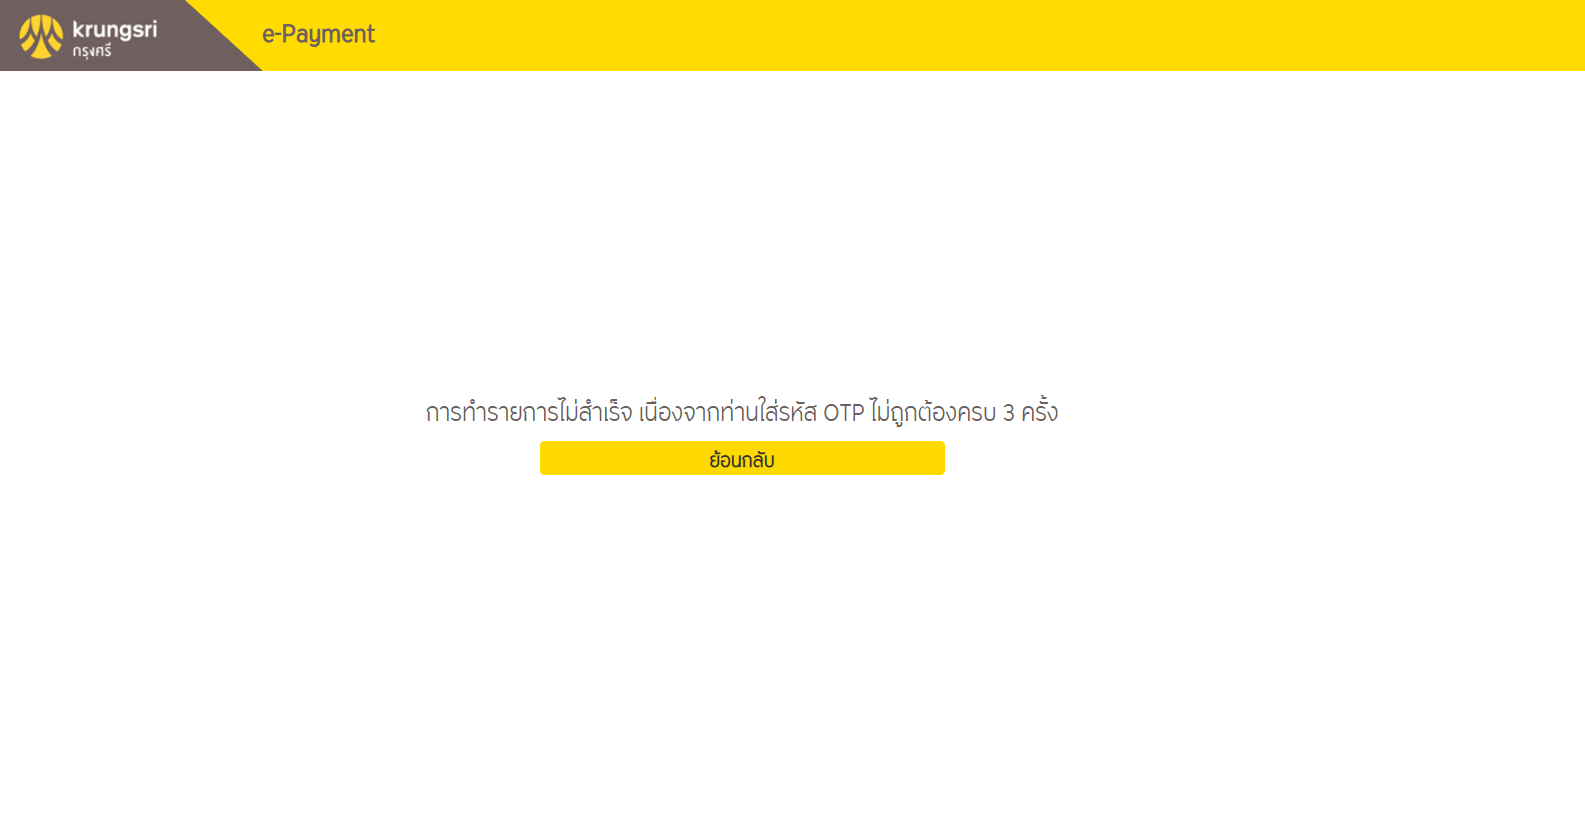 krungsri
กรุงศรี
e-Payment
การทำรายการไม่สำเร็จ เนื่องจากท่านใส่รหัส OTP ไม่ถูกต้องครบ 3 ครั้ง
ย้อนกลับ